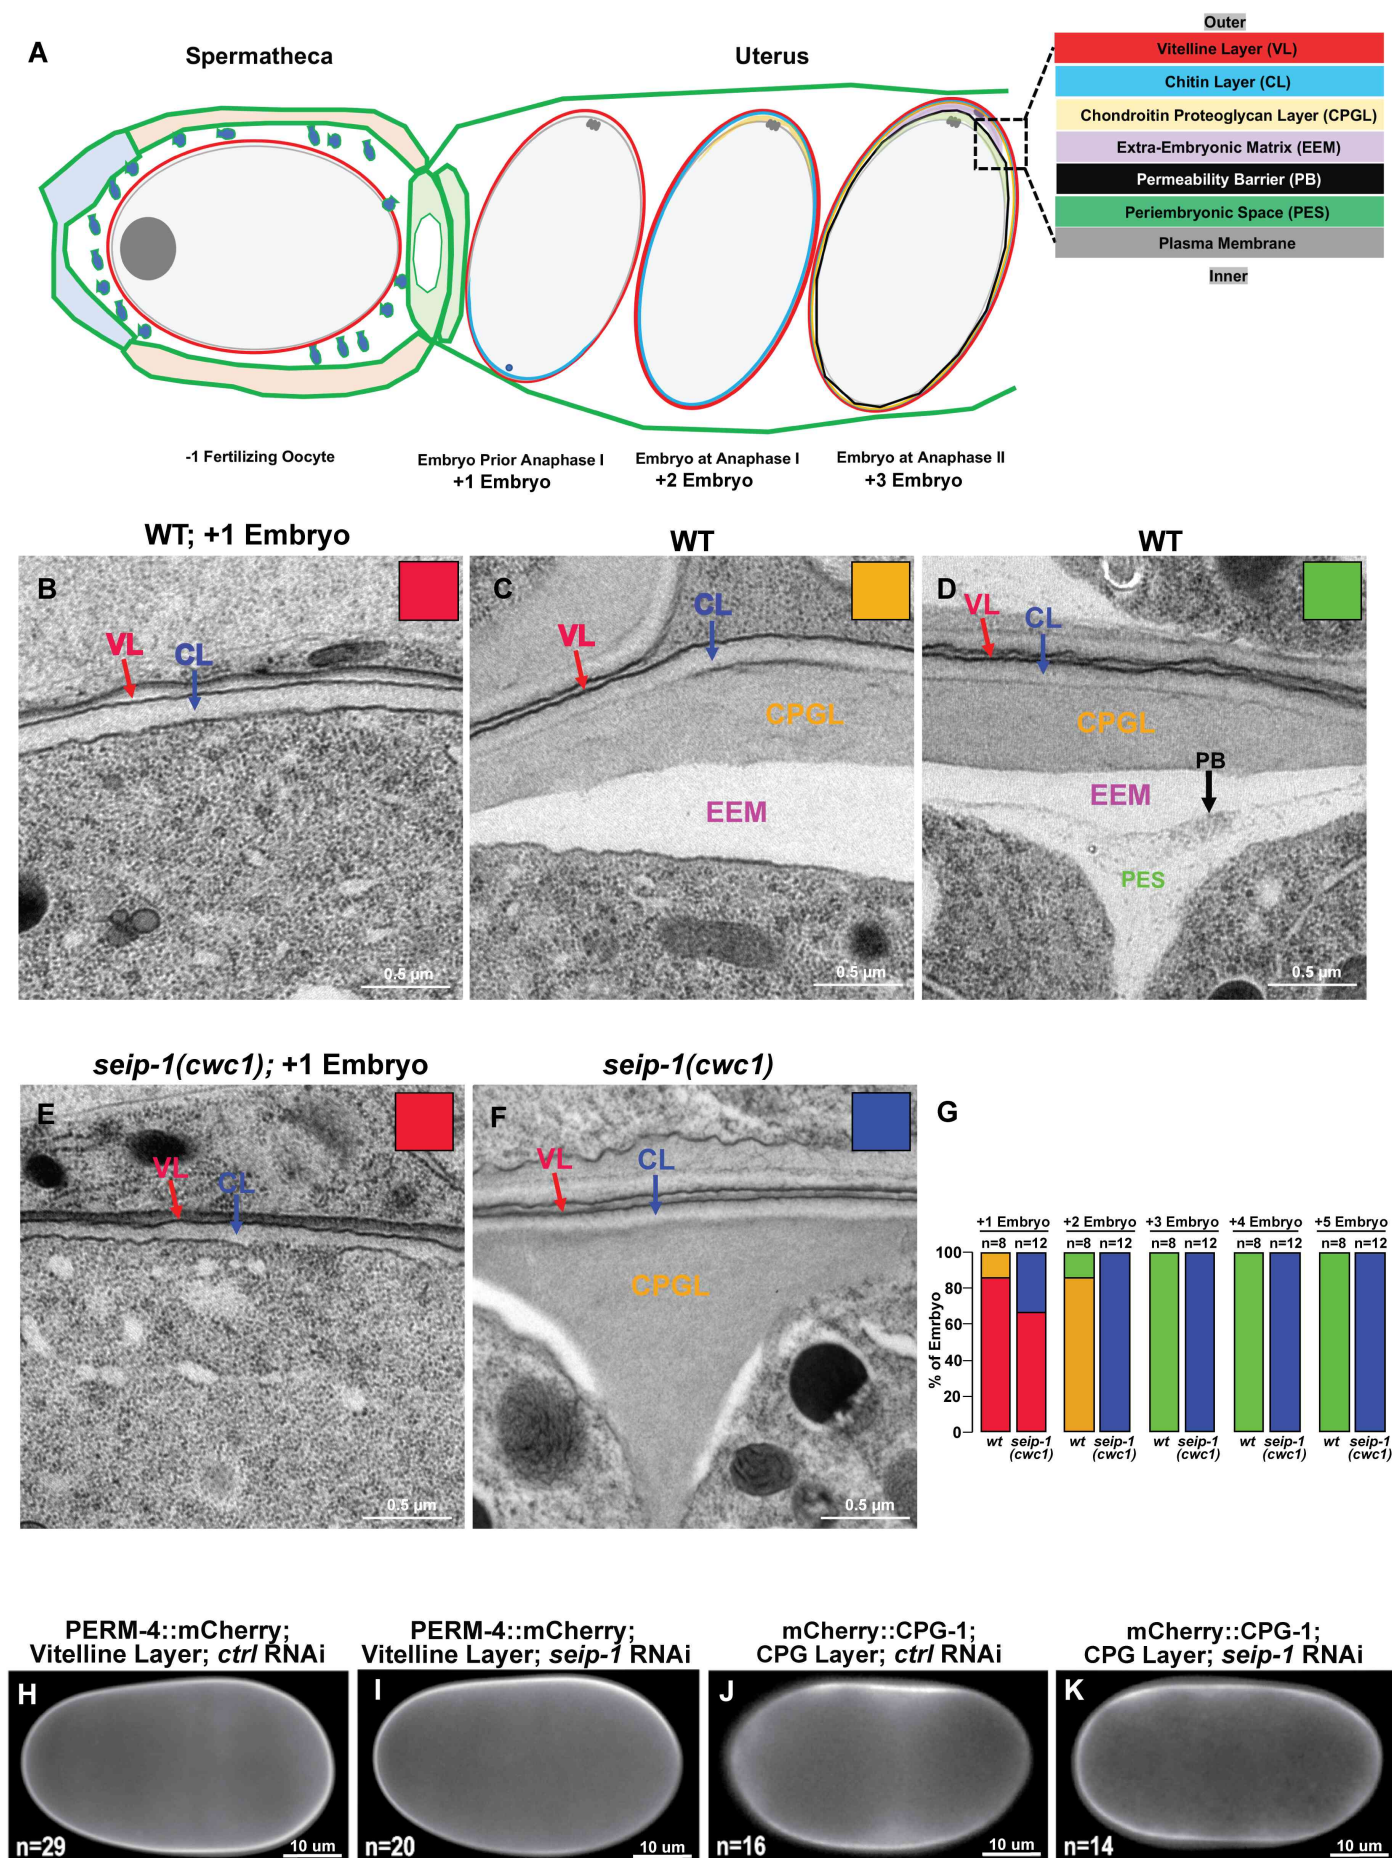 A
Spermatheca
Uterus
Outer
Vitelline Layer (VL)
Chitin Layer (CL)
Chondroitin Proteoglycan Layer (CPGL)
Extra-Embryonic Matrix (EEM)
Permeability Barrier (PB)
Periembryonic Space (PES)
Plasma Membrane
Inner
-1 Fertilizing Oocyte
Embryo Prior Anaphase I
+1 Embryo
Embryo at Anaphase I
+2 Embryo
Embryo at Anaphase II
+3 Embryo
WT; +1 Embryo
B
VL
CL
0.5 µm
WT
C
VL
CL
CPGL
EEM
0.5 µm
WT
D
VL
CL
CPGL
PB
EEM
PES
0.5 µm
seip-1(cwc1); +1 Embryo
E
VL
CL
0.5 µm
seip-1(cwc1)
F
VL
CL
CPGL
0.5 µm
G
+1 Embryo +2 Embryo +3 Embryo +4 Embryo +5 Embryo
n=8 n=12 n=8 n=12 n=8 n=12 n=8 n=12 n=8 n=12
% of Emrbyo
100
80
60
40
20
0
wt seip-1 wt seip-1 wt seip-1 wt seip-1 wt seip-1
(cwc1) (cwc1) (cwc1) (cwc1) (cwc1)
PERM-4::mCherry;
Vitelline Layer; ctrl RNAi
H
n=29
10 um
PERM-4::mCherry;
Vitelline Layer; seip-1 RNAi
I
n=20
10 um
mCherry::CPG-1;
CPG Layer; ctrl RNAi
J
n=16
10 um
mCherry::CPG-1;
CPG Layer; seip-1 RNAi
K
n=14
10 um